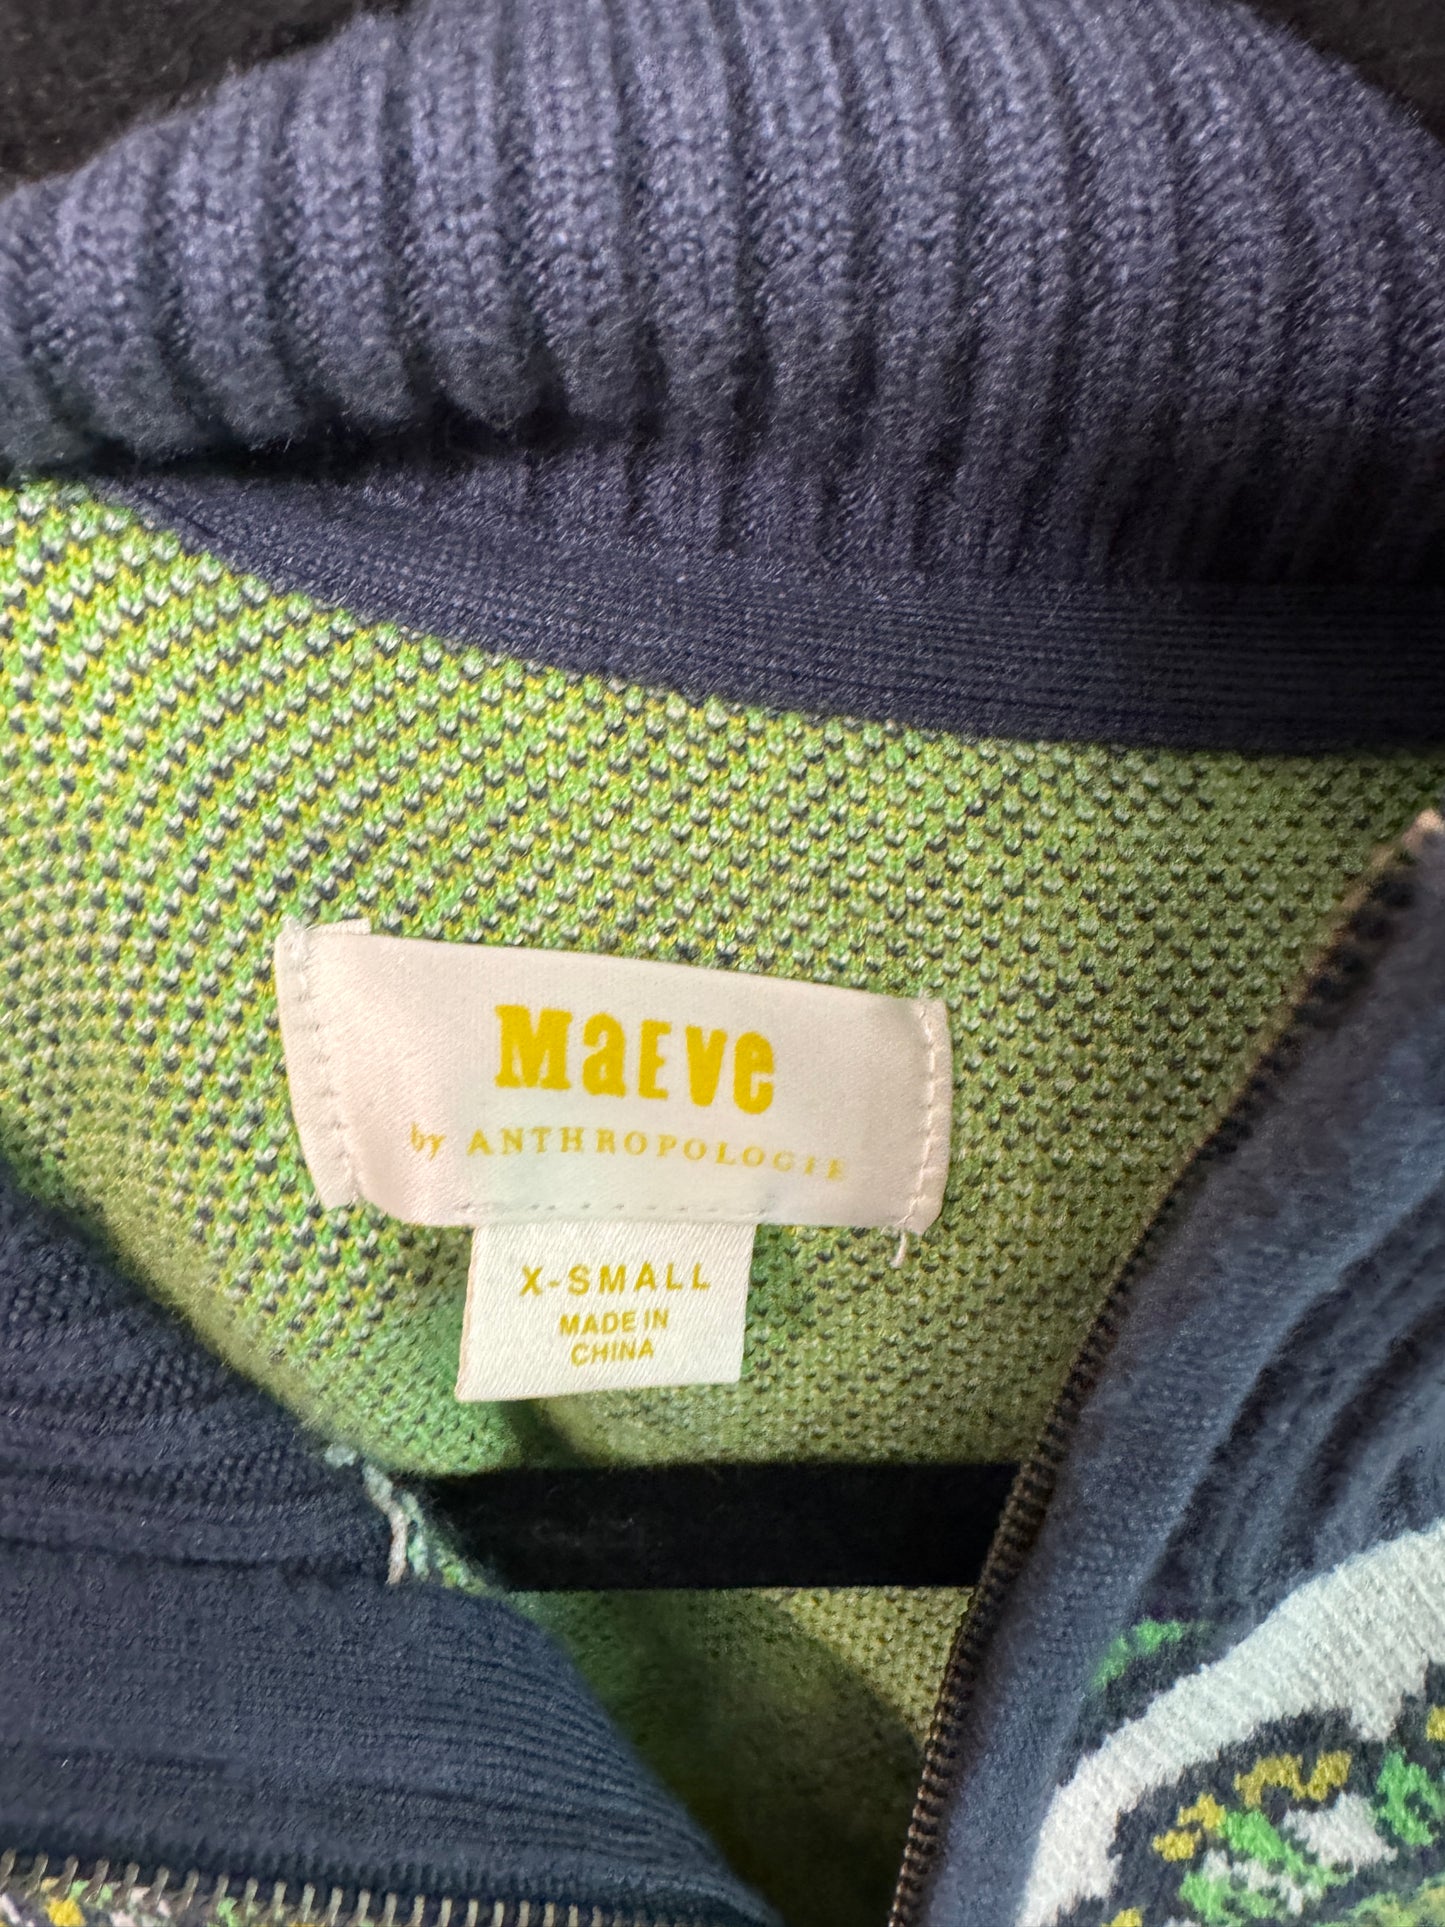 MaEve
by ANTHROPOLOGIE
X-SMALL
MADE IN
CHINA